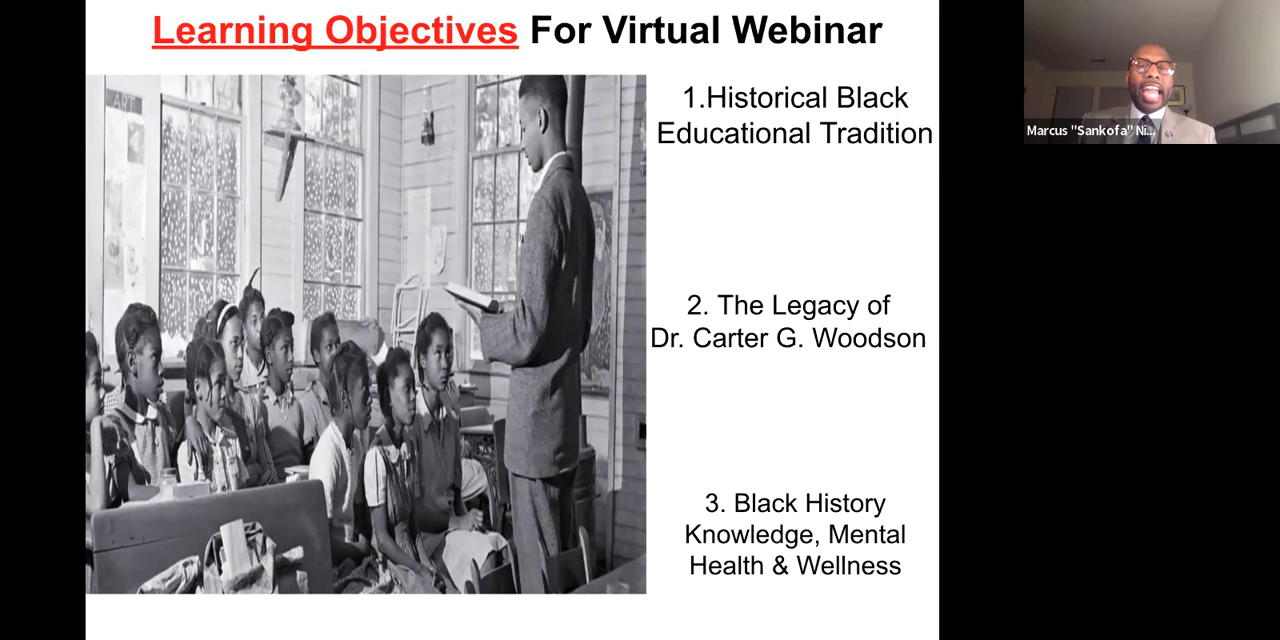 Learning Objectives For Virtual Webinar
ART
1.Historical Black
Educational Tradition
2. The Legacy of
Dr. Carter G. Woodson
3. Black History
Knowledge, Mental
Health & Wellness
Marcus "Sankofa" Ni...